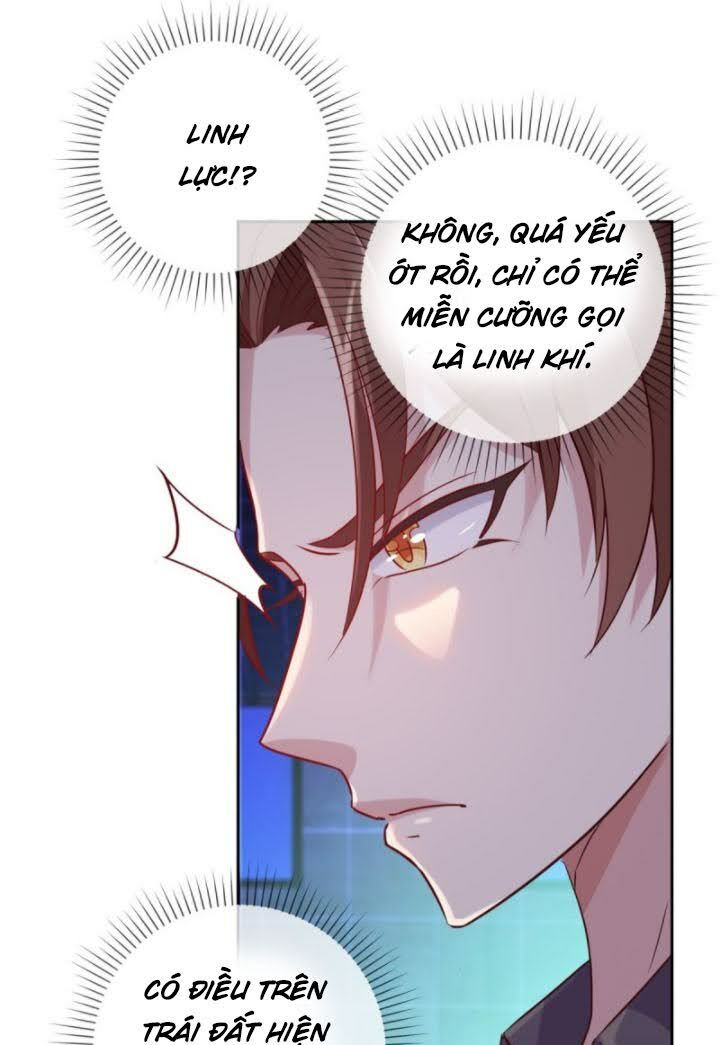 LINH
LỰC!?
KHÔNG, QUÁ YẾU
ỚT RỒI, CHỈ CÓ THỂ
MIỄN CƯỠNG GỌI
LÀ LINH KHÍ.
CÓ ĐIỀU TRÊN
TRÁI ĐẤT HIỆN